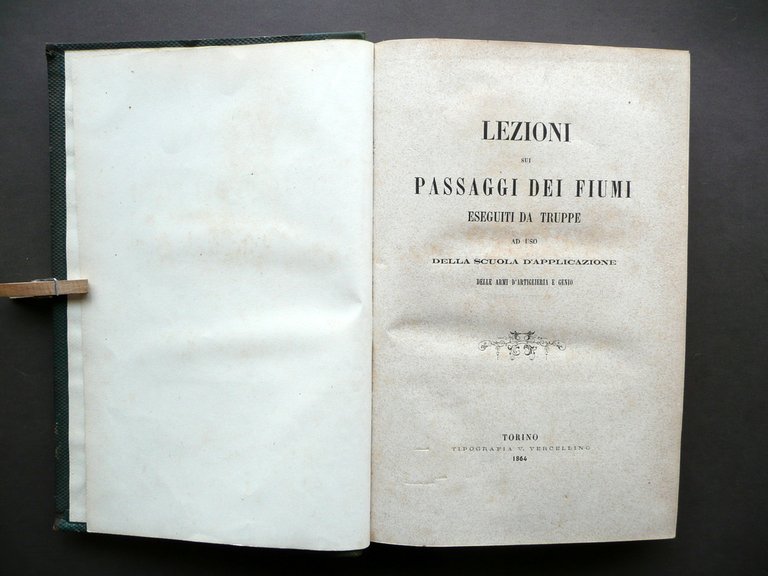 LEZIONI
SUI
PASSAGGI DEI FIUMI
ESEGUITI DA TRUPPE
AD USO
DELLA SCUOLA D'APPLICAZIONE
DELLE ARMI D'ARTIGLIERIA E GENIO
TORINO
TIPOGRAFIA V. VERCELLINO
1864